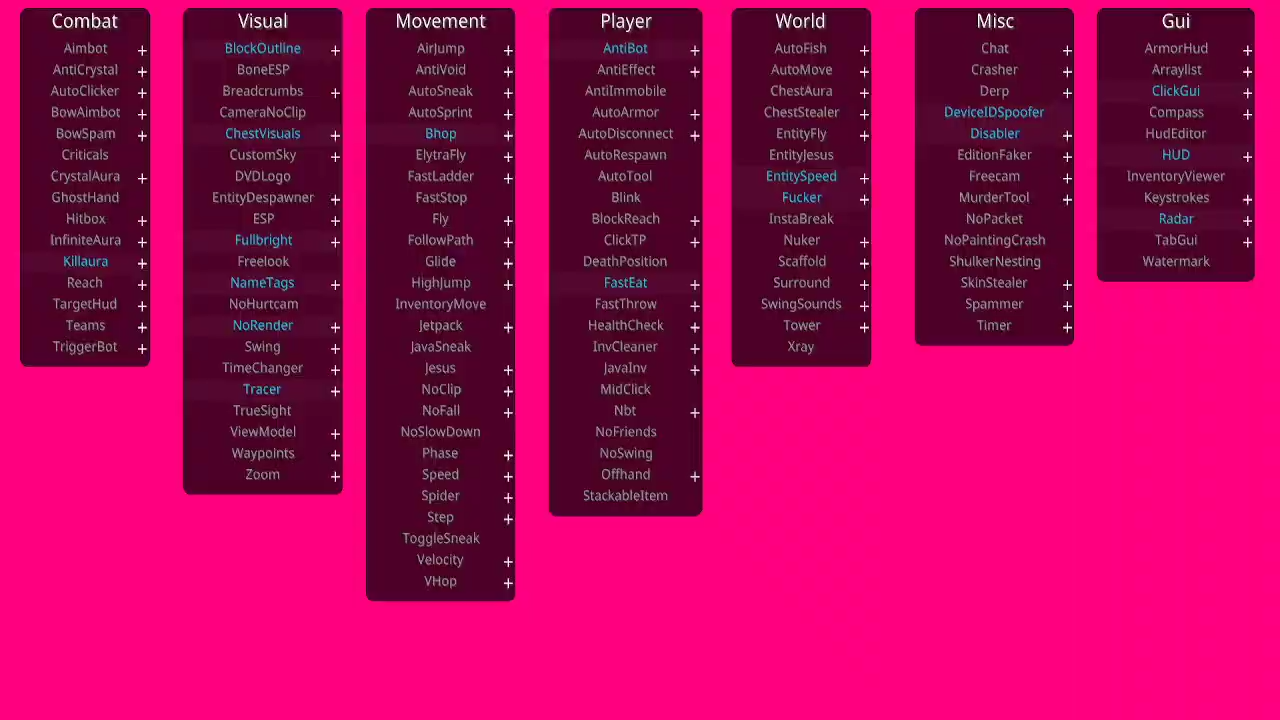 Combat
Aimbot +
AntiCrystal +
AutoClicker +
BowAimbot +
BowSpam +
Criticals
CrystalAura +
GhostHand
Hitbox +
InfiniteAura +
Killaura +
Reach +
TargetHud +
Teams +
TriggerBot +
Visual
BlockOutline +
BoneESP
Breadcrumbs +
CameraNoClip
ChestVisuals +
CustomSky +
DVDLogo
EntityDespawner +
ESP +
Fullbright +
Freelook
NameTags +
NoHurtcam
NoRender +
Swing +
TimeChanger +
Tracer +
TrueSight
ViewModel +
Waypoints +
Zoom +
Movement
AirJump +
AntiVoid +
AutoSneak +
AutoSprint +
Bhop +
ElytraFly +
FastLadder +
FastStop
Fly +
FollowPath +
Glide +
HighJump +
InventoryMove
Jetpack +
JavaSneak
Jesus +
NoClip +
NoFall +
NoSlowDown
Phase +
Speed +
Spider +
Step +
ToggleSneak
Velocity +
VHop +
Player
AntiBot +
AntiEffect +
AntiImmobile
AutoArmor +
AutoDisconnect +
AutoRespawn
AutoTool
Blink
BlockReach +
ClickTP +
DeathPosition
FastEat +
FastThrow +
HealthCheck +
InvCleaner +
JavaInv +
MidClick
Nbt +
NoFriends
NoSwing
Offhand +
StackableItem
World
AutoFish +
AutoMove +
ChestAura +
ChestStealer +
EntityFly +
EntityJesus
EntitySpeed +
Fucker +
InstaBreak
Nuker +
Scaffold +
Surround +
SwingSounds +
Tower +
Xray
Misc
Chat +
Crasher +
Derp +
DeviceIDSpoofer
Disabler +
EditionFaker +
Freecam +
MurderTool +
NoPacket
NoPaintingCrash
ShulkerNesting
SkinStealer +
Spammer +
Timer +
Gui
ArmorHud +
Arraylist +
ClickGui +
Compass +
HudEditor
HUD +
InventoryViewer
Keystrokes +
Radar +
TabGui +
Watermark